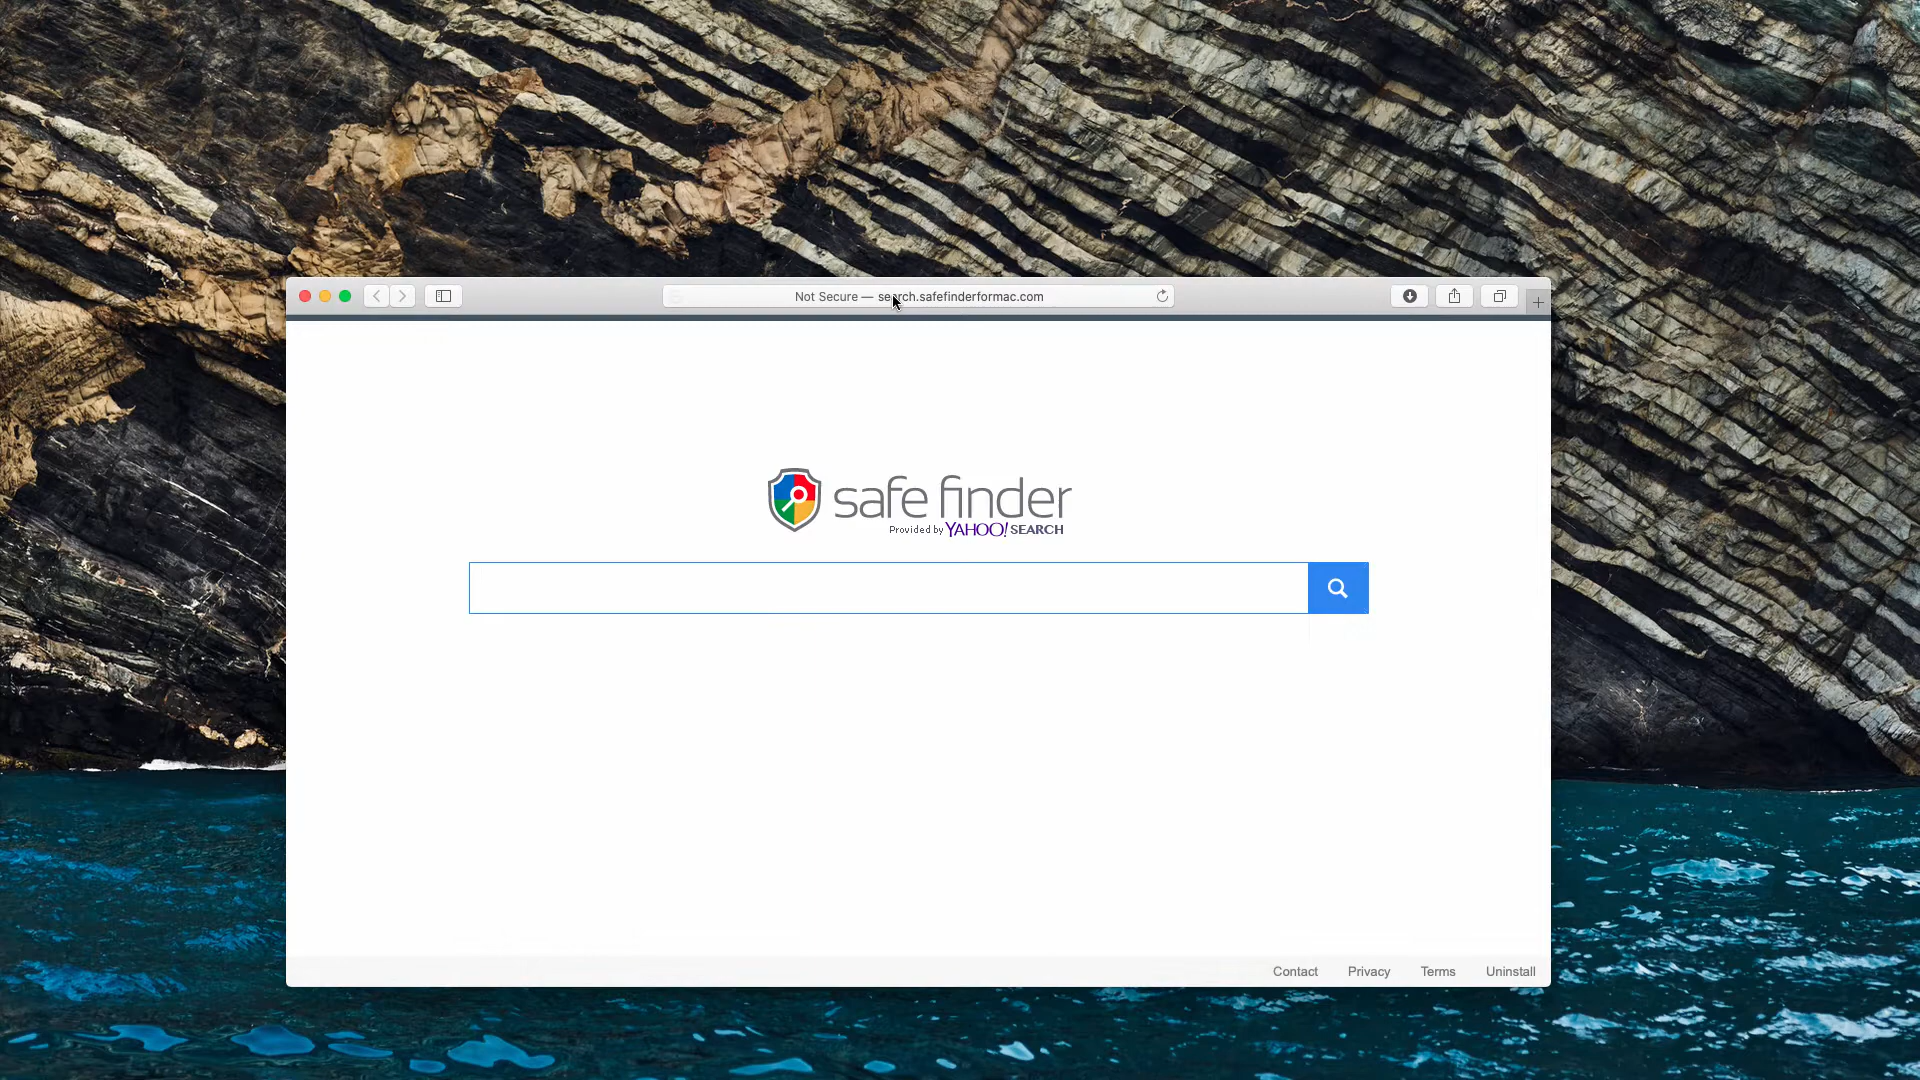 Not Secure — search.safefinderformac.com
safe finder
Provided by YAHOO! SEARCH
Contact Privacy Terms Uninstall